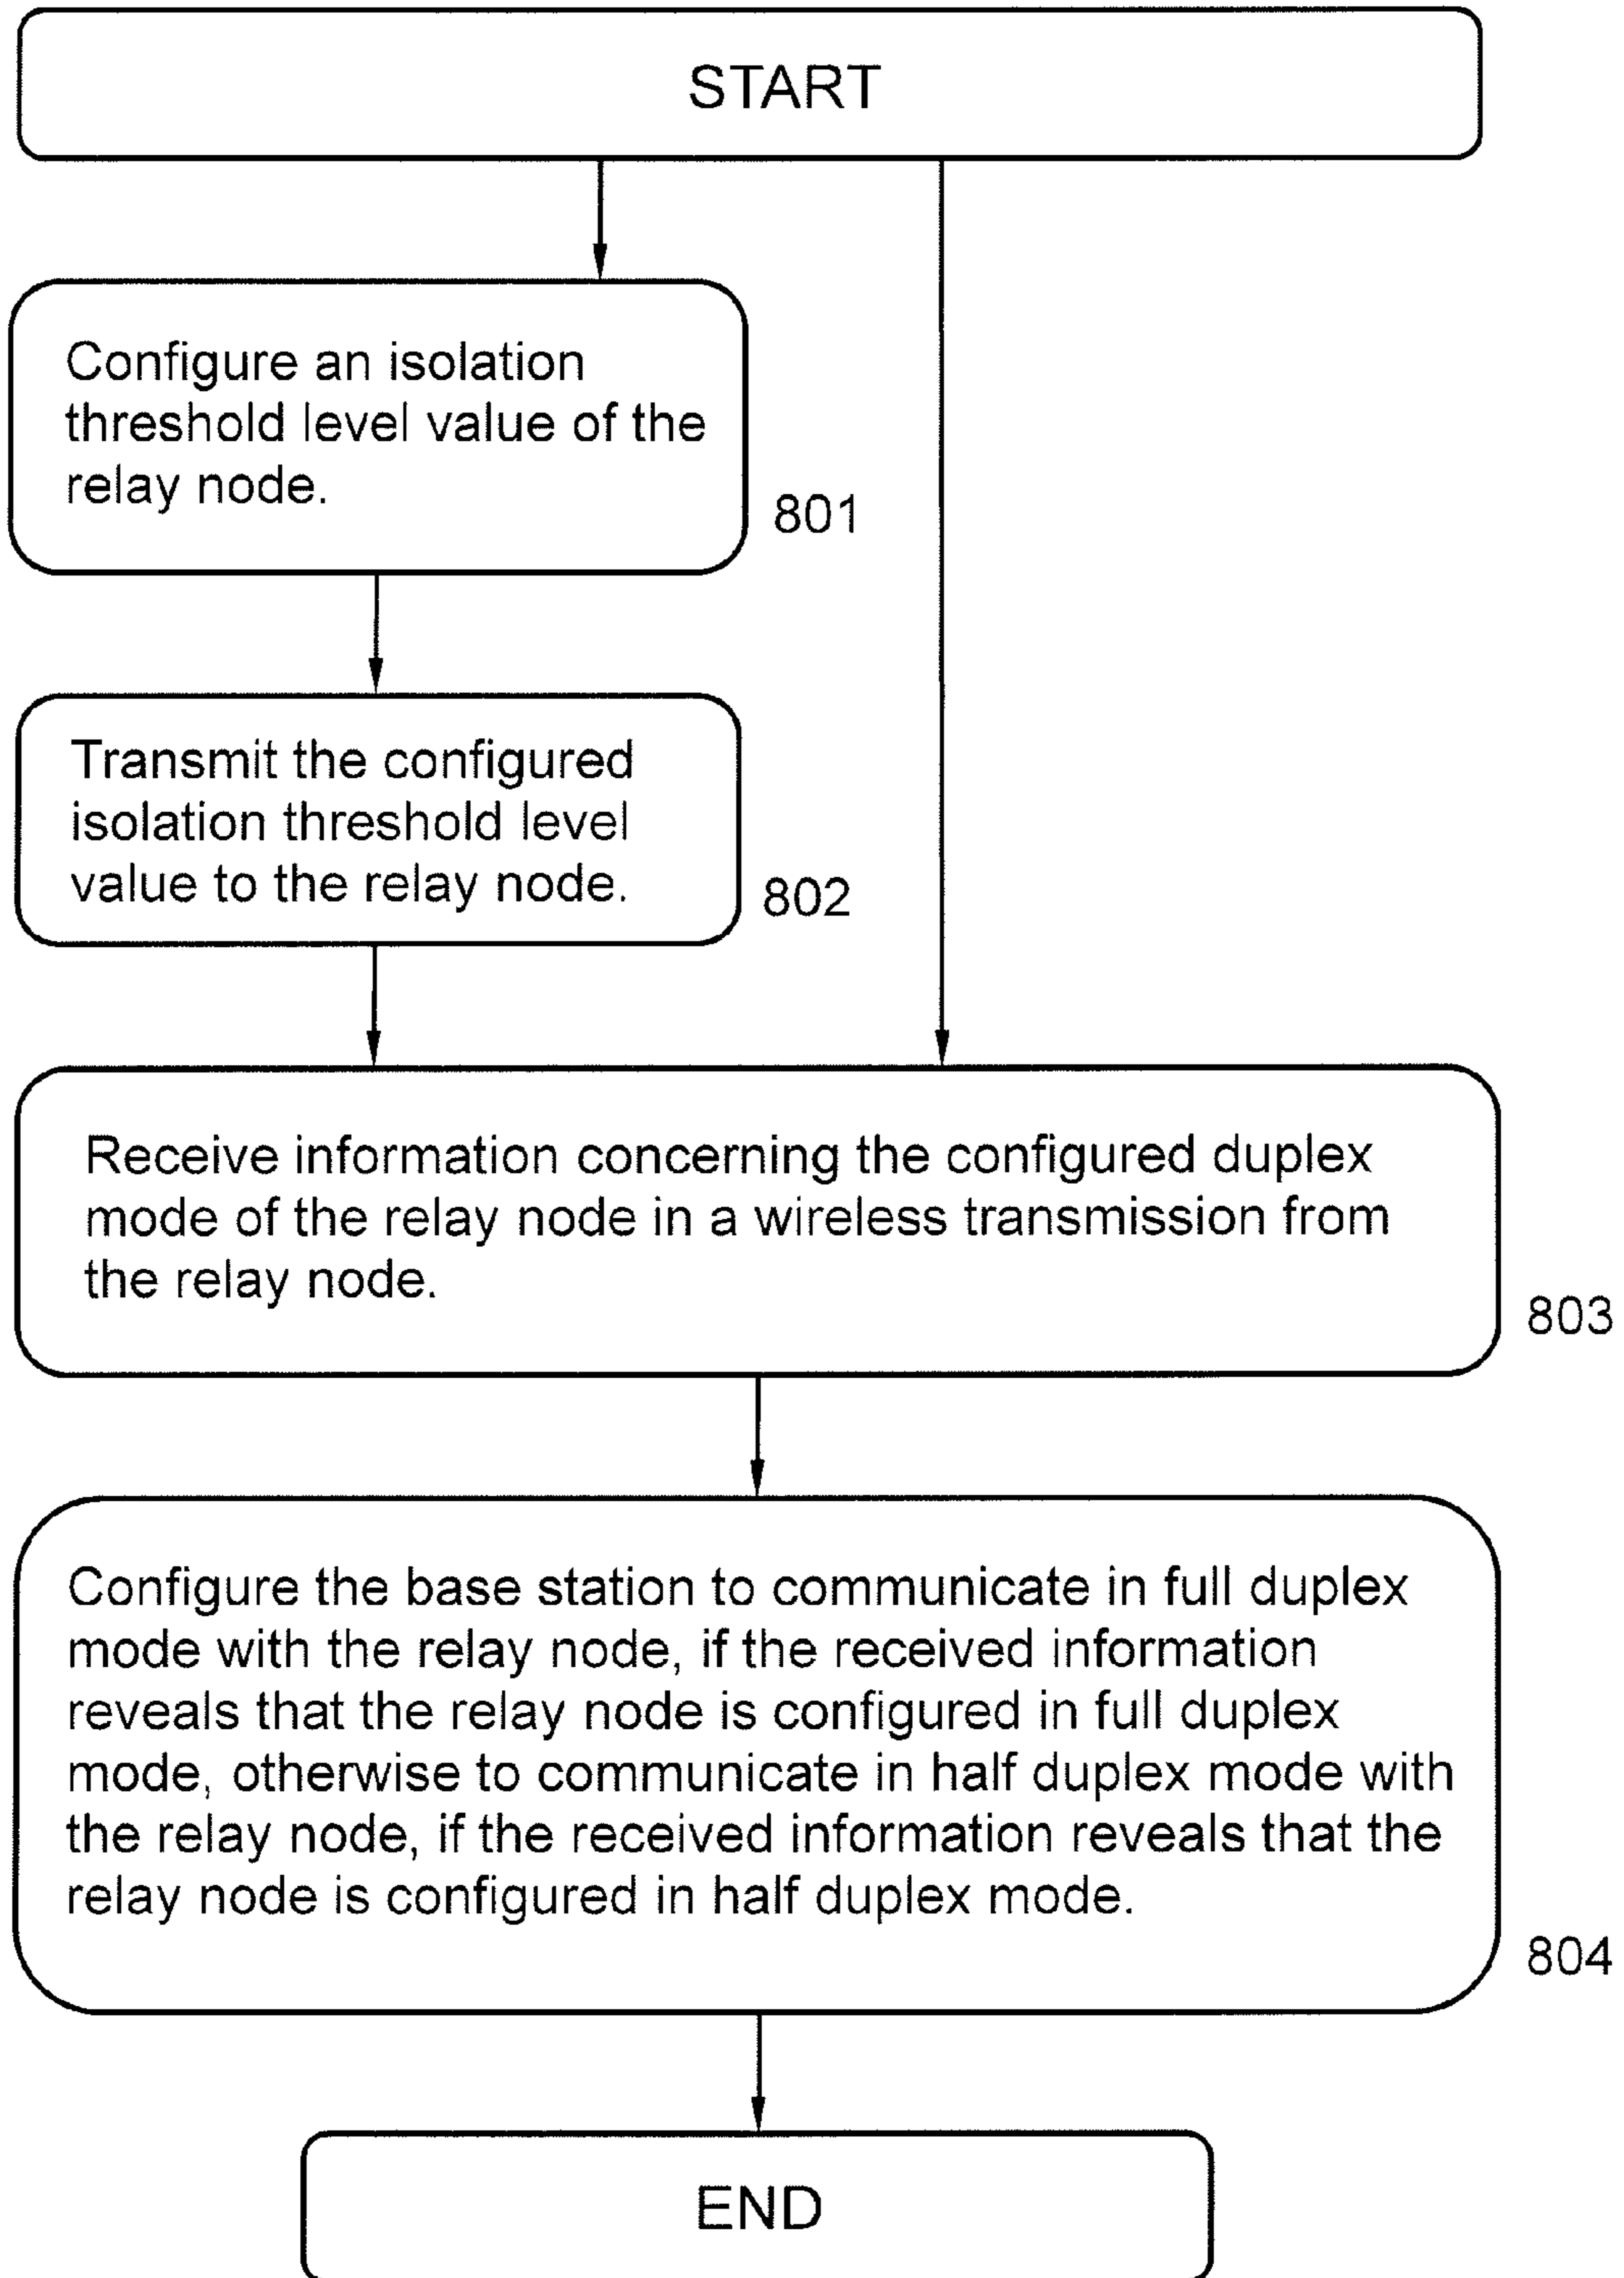 START
Configure an isolation
threshold level value of the
relay node.
801
Transmit the configured
isolation threshold level
value to the relay node.
802
Receive information concerning the configured duplex
mode of the relay node in a wireless transmission from
the relay node.
803
Configure the base station to communicate in full duplex
mode with the relay node, if the received information
reveals that the relay node is configured in full duplex
mode, otherwise to communicate in half duplex mode with
the relay node, if the received information reveals that the
relay node is configured in half duplex mode.
804
END